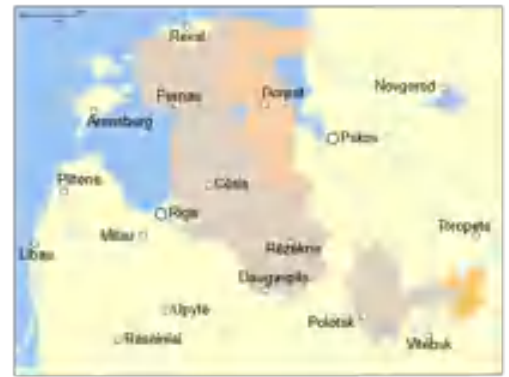 Reval
Novgorod
Dorpat
Pernau
Arensburg
Pskov
Piltene
Cēsis
Riga
Toropets
Mitau
Rēzekne
Libau
Daugavpils
Upytė
Polotsk
Raseiniai
Vitebsk